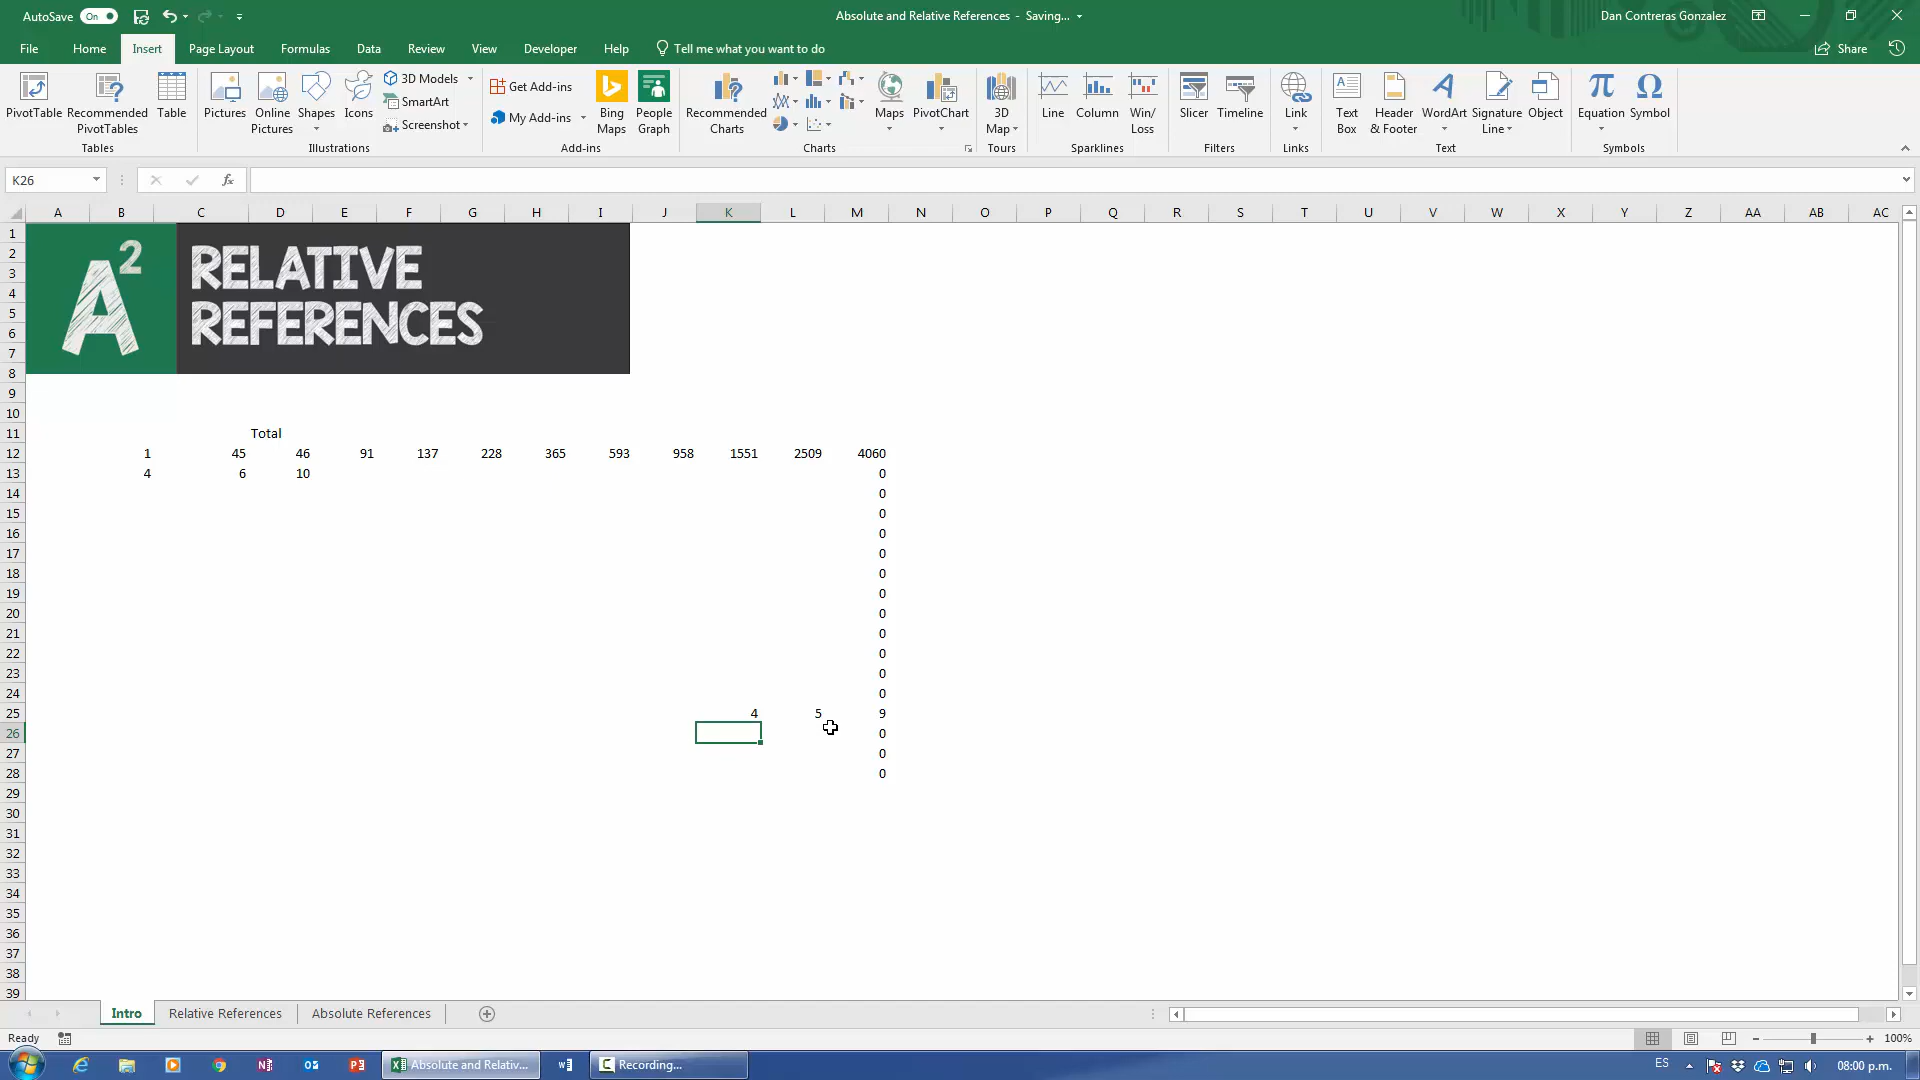 AutoSave On
Absolute and Relative References - Saving...
Dan Contreras Gonzalez
File Home Insert Page Layout Formulas Data Review View Developer Help Tell me what you want to do Share
PivotTable
Recommended PivotTables
Table
Tables
Pictures
Online Pictures
Shapes
Icons
3D Models
SmartArt
Screenshot
Illustrations
Get Add-ins
My Add-ins
Bing Maps
People Graph
Add-ins
Recommended Charts
Maps
PivotChart
Charts
3D Map
Tours
Line
Column
Win/ Loss
Sparklines
Slicer
Timeline
Filters
Link
Links
Text Box
Header & Footer
WordArt
Signature Line
Object
Text
Equation
Symbol
Symbols
K26 fx
A B C D E F G H I J K L M N O P Q R S T U V W X Y Z AA AB AC
1
2
3
4
5
6
7
8
A2
RELATIVE
REFERENCES
9
10
11 Total
12 1 45 46 91 137 228 365 593 958 1551 2509 4060
13 4 6 10 0
14 0
15 0
16 0
17 0
18 0
19 0
20 0
21 0
22 0
23 0
24 0
25 4 5 9
26 0
27 0
28 0
29
30
31
32
33
34
35
36
37
38
39
Intro Relative References Absolute References
Ready 100%
Absolute and Relativ... Recording... ES 08:00 p.m.